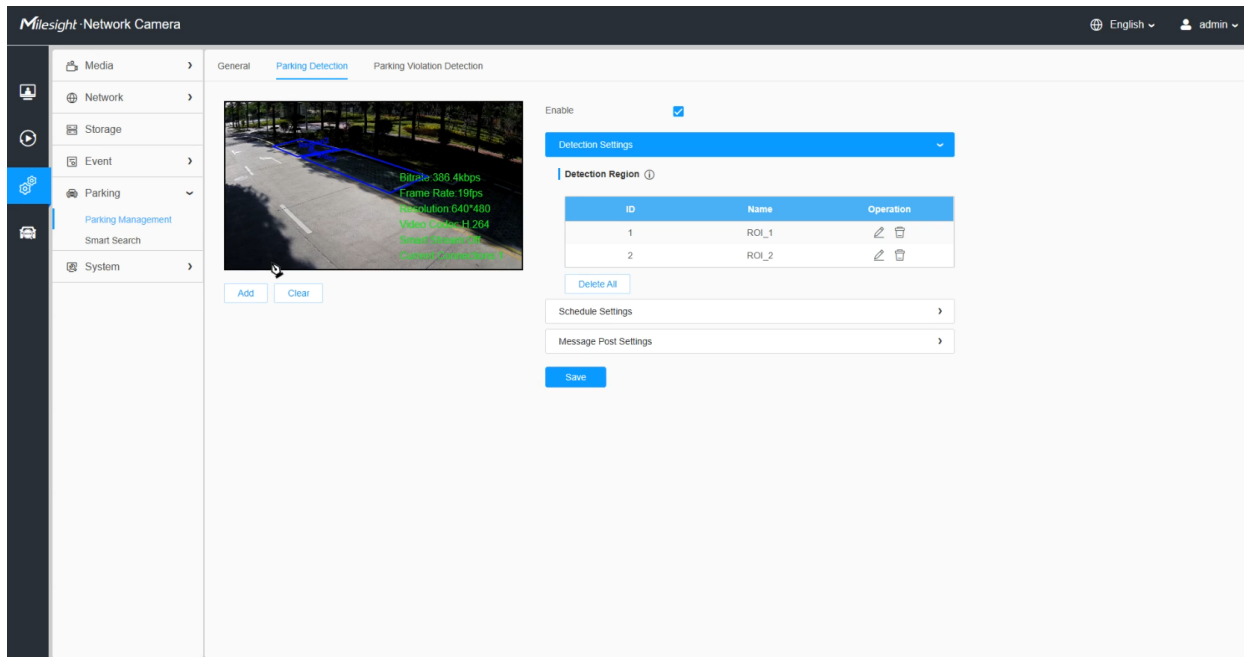 Milesight · Network Camera
English
admin
Media
Network
Storage
Event
Parking
Parking Management
Smart Search
System
General
Parking Detection
Parking Violation Detection
Bitrate:386.4kbps
Frame Rate:19fps
Resolution:640*480
Video Codec:H.264
Add
Clear
Enable
Detection Settings
Detection Region
ID Name Operation
1 ROI_1
2 ROI_2
Delete All
Schedule Settings
Message Post Settings
Save